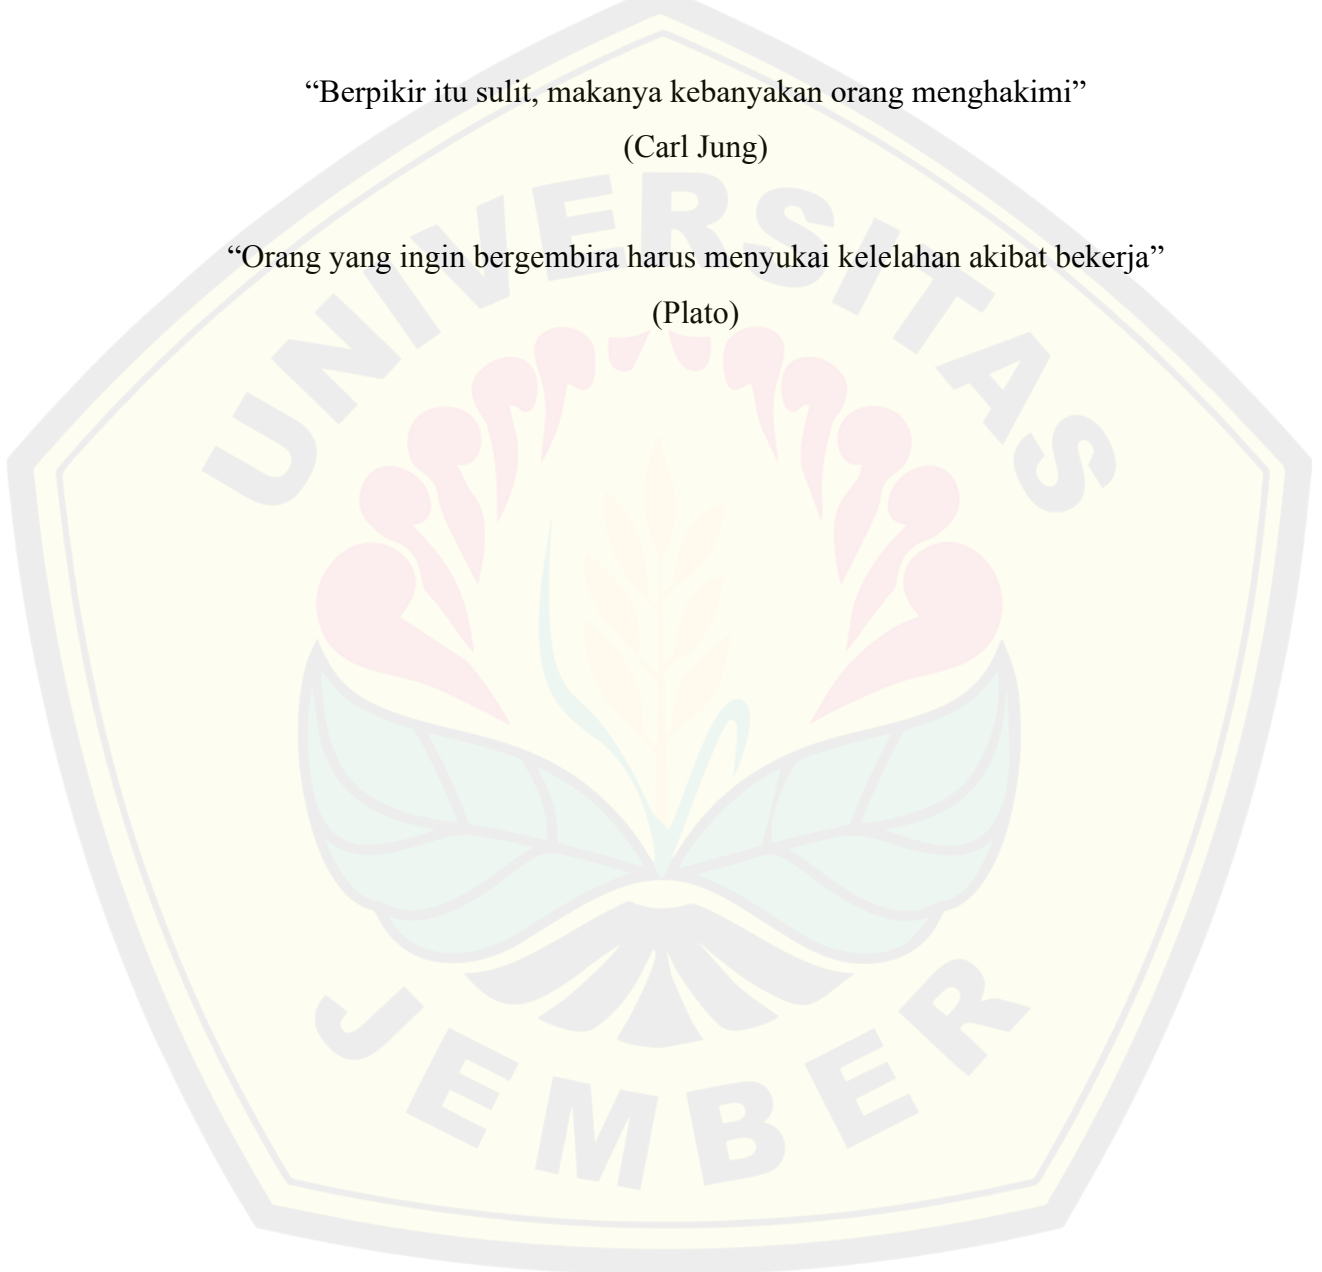 “Berpikir itu sulit, makanya kebanyakan orang menghakimi”
(Carl Jung)
“Orang yang ingin bergembira harus menyukai kelelahan akibat bekerja”
(Plato)
UNIVERSITAS
JEMBER